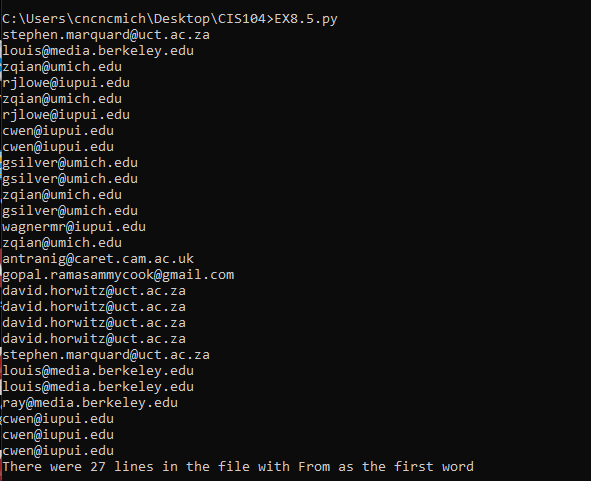 C:\Users\cncncmich\Desktop\CIS104>EX8.5.py
stephen.marquard@uct.ac.za
louis@media.berkeley.edu
zqian@umich.edu
rjlowe@iupui.edu
zqian@umich.edu
rjlowe@iupui.edu
cwen@iupui.edu
cwen@iupui.edu
gsilver@umich.edu
gsilver@umich.edu
zqian@umich.edu
gsilver@umich.edu
wagnermr@iupui.edu
zqian@umich.edu
antranig@caret.cam.ac.uk
gopal.ramasammycook@gmail.com
david.horwitz@uct.ac.za
david.horwitz@uct.ac.za
david.horwitz@uct.ac.za
david.horwitz@uct.ac.za
stephen.marquard@uct.ac.za
louis@media.berkeley.edu
louis@media.berkeley.edu
ray@media.berkeley.edu
cwen@iupui.edu
cwen@iupui.edu
cwen@iupui.edu
There were 27 lines in the file with From as the first word